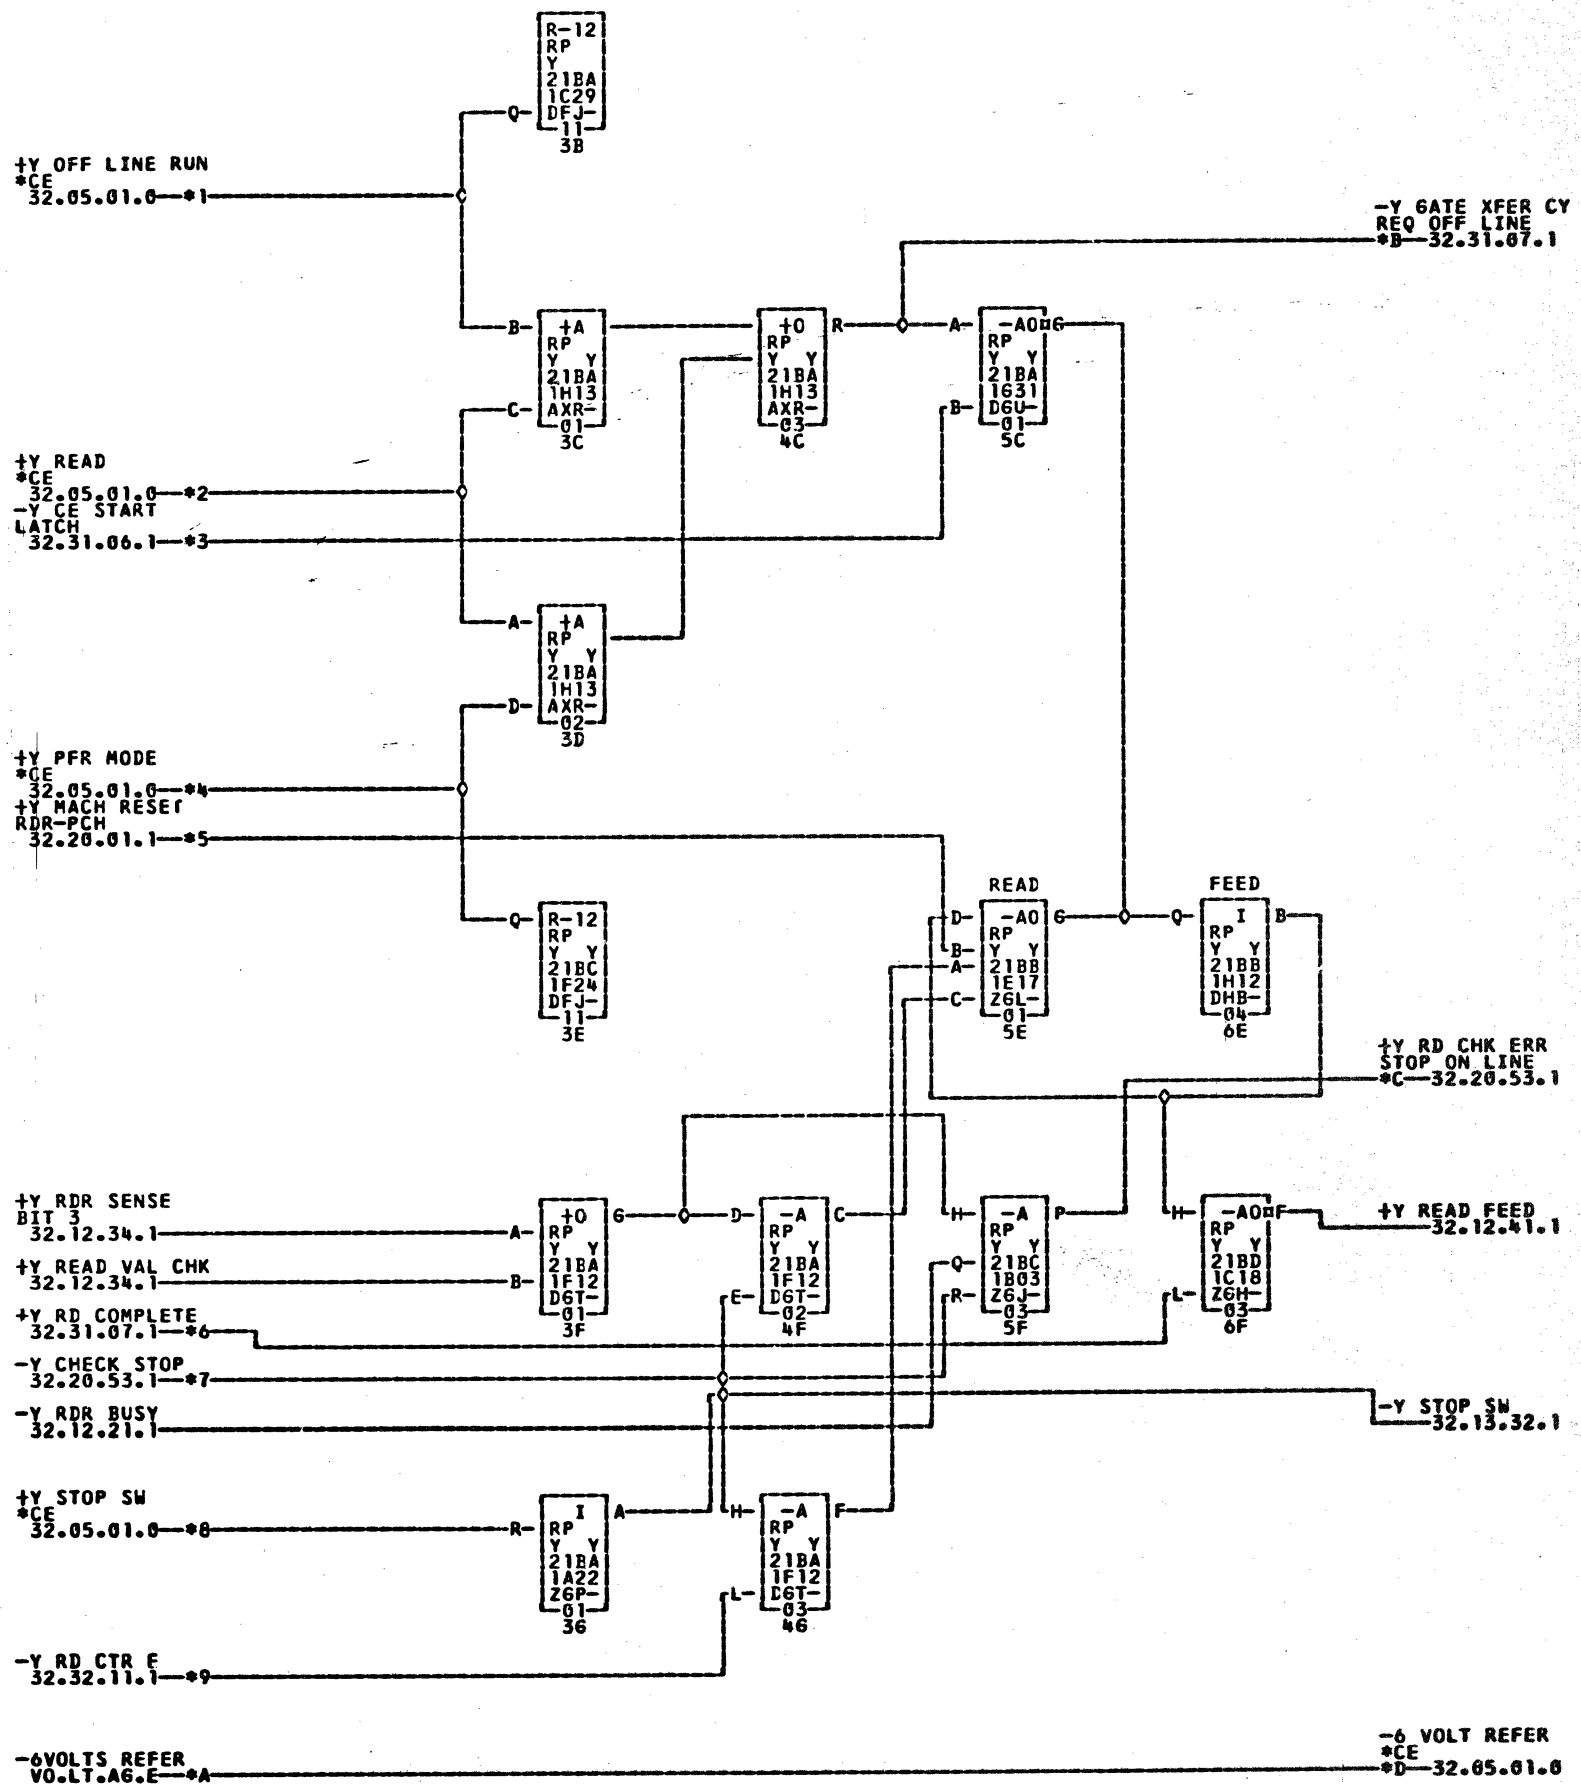 R-12
RP
Y
21BA
1C29
Q- DFJ-
11
3B
+Y OFF LINE RUN
*CE
32.05.01.0—*1
-Y GATE XFER CY
REQ OFF LINE
*B—32.31.07.1
B- +A
RP
Y Y
21BA
1H13
C- AXR-
01
3C
+O R
RP
Y Y
21BA
1H13
AXR-
03
4C
A- -AO G
RP
Y Y
21BA
1G31
B- DGU-
01
5C
+Y READ
*CE
32.05.01.0—*2
-Y CE START
LATCH
32.31.06.1—*3
A- +A
RP
Y Y
21BA
1H13
D- AXR-
02
3D
+Y PFR MODE
*CE
32.05.01.0—*4
+Y MACH RESET
RDR-PCH
32.20.01.1—*5
Q- R-12
RP
Y Y
21BC
1F24
DFJ-
11
3E
READ
D- -AO G
RP
B- Y Y
A- 21BB
1E17
C- ZGL-
01
5E
FEED
Q- I B
RP
Y Y
21BB
1H12
DHB-
04
6E
+Y RD CHK ERR
STOP ON LINE
*C—32.20.53.1
+Y RDR SENSE
BIT 3
32.12.34.1
+Y READ VAL CHK
32.12.34.1
+Y RD COMPLETE
32.31.07.1—*6
-Y CHECK STOP
32.20.53.1—*7
-Y RDR BUSY
32.12.21.1
+O G
A- RP
Y Y
21BA
B- 1F12
DGT-
01
3F
D- -A C
RP
Y Y
21BA
1F12
E- DGT-
02
4F
H- -A P
RP
Y Y
Q- 21BC
1B03
R- ZGJ-
03
5F
H- -AO F
RP
Y Y
21BD
1C18
L- ZGH-
03
6F
+Y READ FEED
32.12.41.1
-Y STOP SW
32.13.32.1
+Y STOP SW
*CE
32.05.01.0—*8
I A
R- RP
Y Y
21BA
1A22
ZGP-
01
3G
H- -A F
RP
Y Y
21BA
1F12
L- DGT-
03
4G
-Y RD CTR E
32.32.11.1—*9
-6VOLTS REFER
VO.LT.AG.E—*A
-6 VOLT REFER
*CE
*D—32.05.01.0